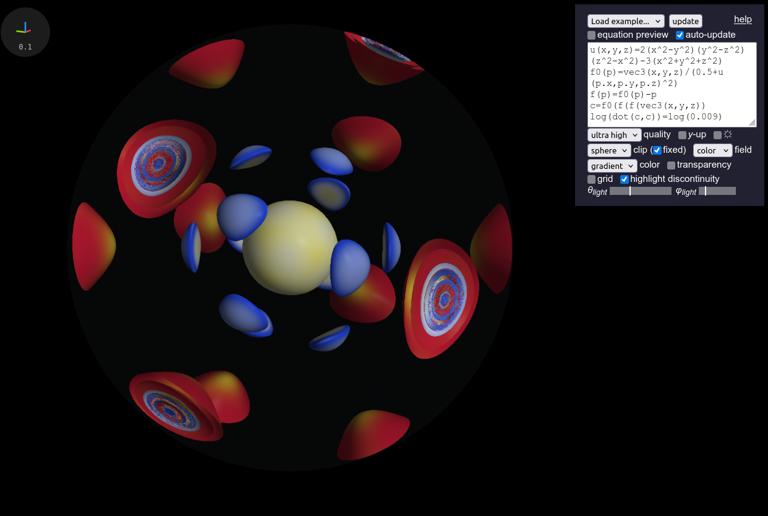 0.1
Load example... update help
equation preview auto-update
u(x,y,z)=2(x^2-y^2)(y^2-z^2)
(z^2-x^2)-3(x^2+y^2+z^2)
f0(p)=vec3(x,y,z)/(0.5+u
(p.x,p.y,p.z)^2)
f(p)=f0(p)-p
c=f0(f(f(vec3(x,y,z))
log(dot(c,c))=log(0.009)
ultra high quality y-up
sphere clip (fixed) color field
gradient color transparency
grid highlight discontinuity
θlight φlight